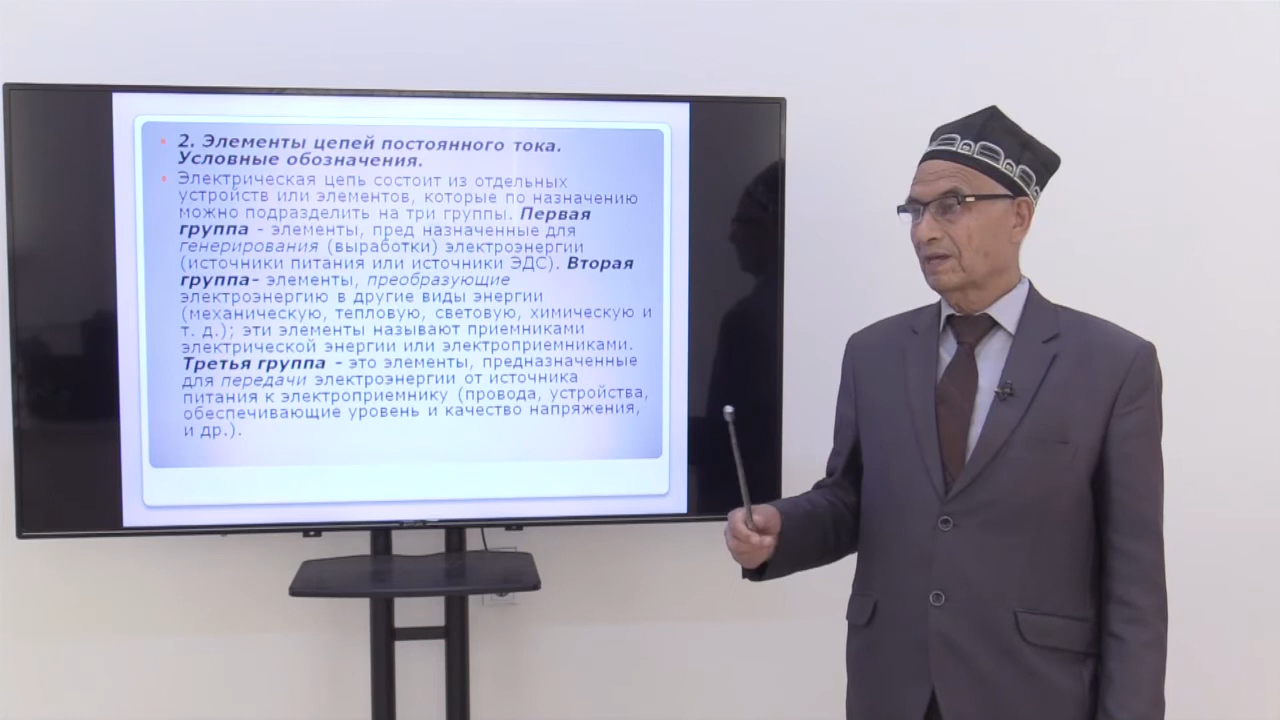 2. Элементы цепей постоянного тока.
Условные обозначения.
Электрическая цепь состоит из отдельных
устройств или элементов, которые по назначению
можно подразделить на три группы. Первая
группа - элементы, пред назначенные для
генерирования (выработки) электроэнергии
(источники питания или источники ЭДС). Вторая
группа- элементы, преобразующие
электроэнергию в другие виды энергии
(механическую, тепловую, световую, химическую и
т. д.); эти элементы называют приемниками
электрической энергии или электроприемниками.
Третья группа - это элементы, предназначенные
для передачи электроэнергии от источника
питания к электроприемнику (провода, устройства,
обеспечивающие уровень и качество напряжения,
и др.).